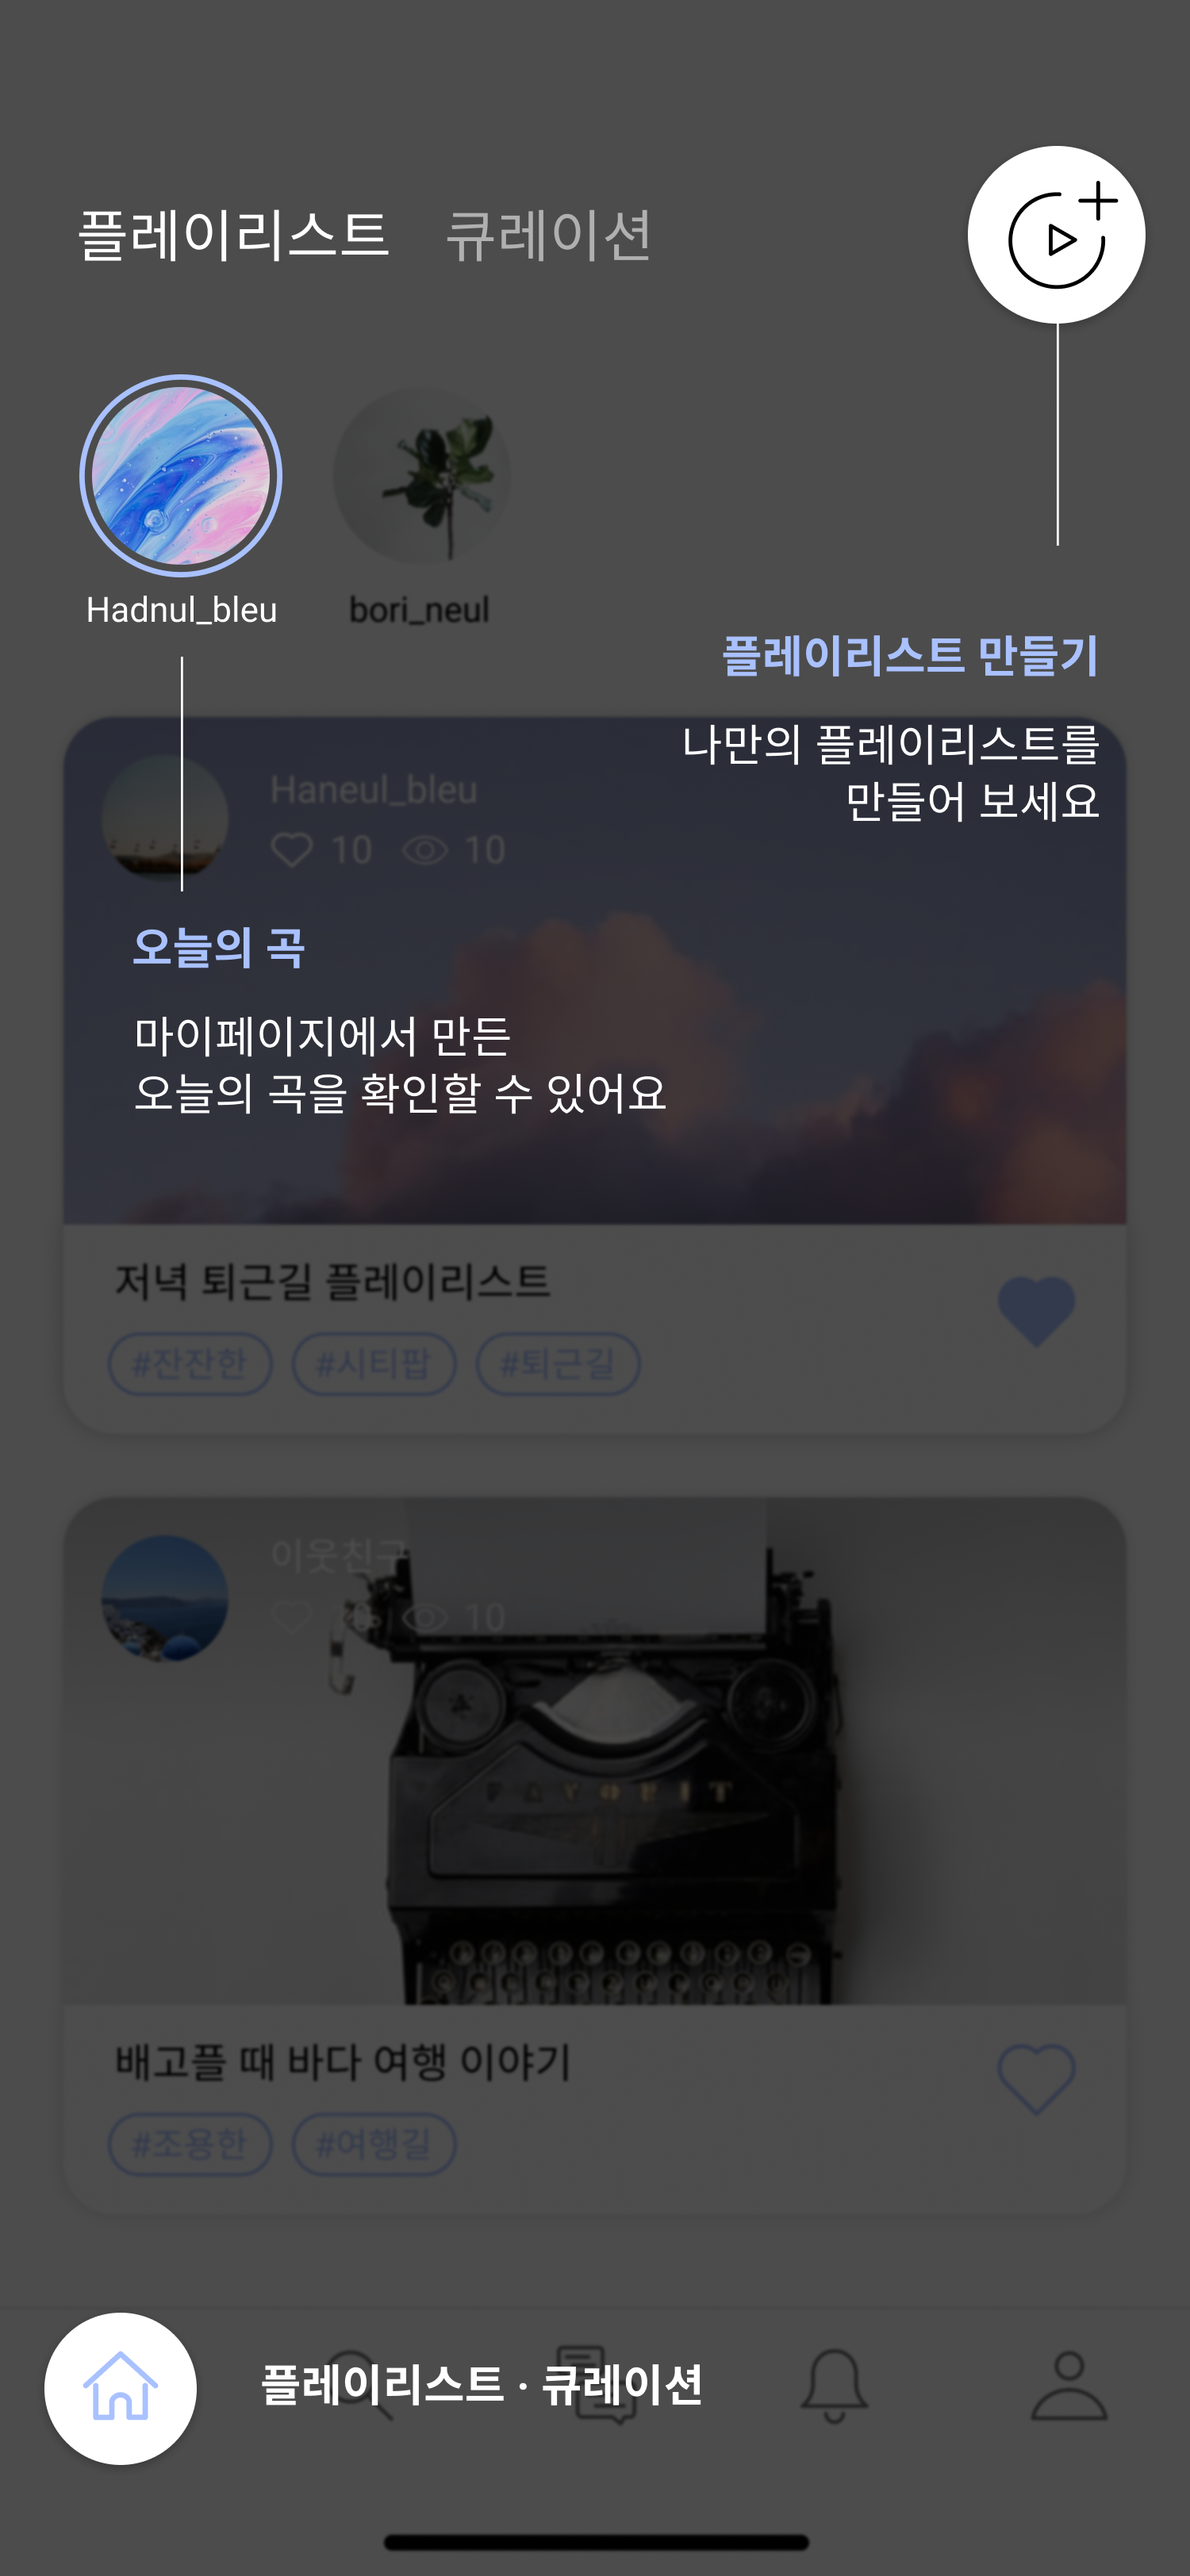 플레이리스트 큐레이션
Hadnul_bleu bori_neul
플레이리스트 만들기
나만의 플레이리스트를
만들어 보세요
Haneul_bleu
10 10
오늘의 곡
마이페이지에서 만든
오늘의 곡을 확인할 수 있어요
저녁 퇴근길 플레이리스트
#잔잔한 #시티팝 #퇴근길
이웃친구
10
FAVORIT
배고플 때 바다 여행 이야기
#조용한 #여행길
플레이리스트 · 큐레이션